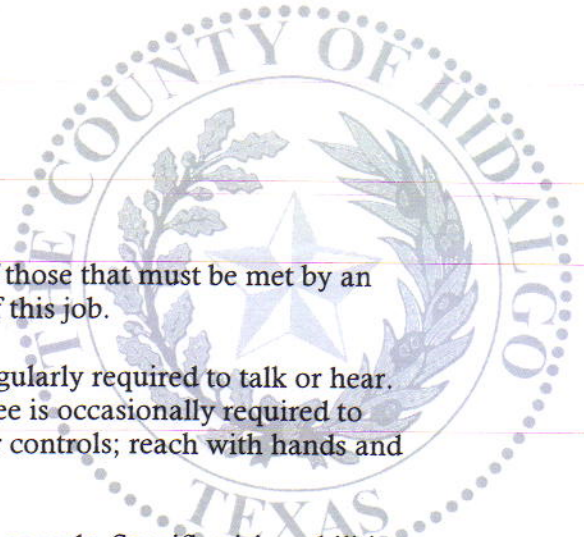 THE COUNTY OF HIDALGO
those that must be met by an
this job.
gularly required to talk or hear.
ee is occasionally required to
controls; reach with hands and
TEXAS